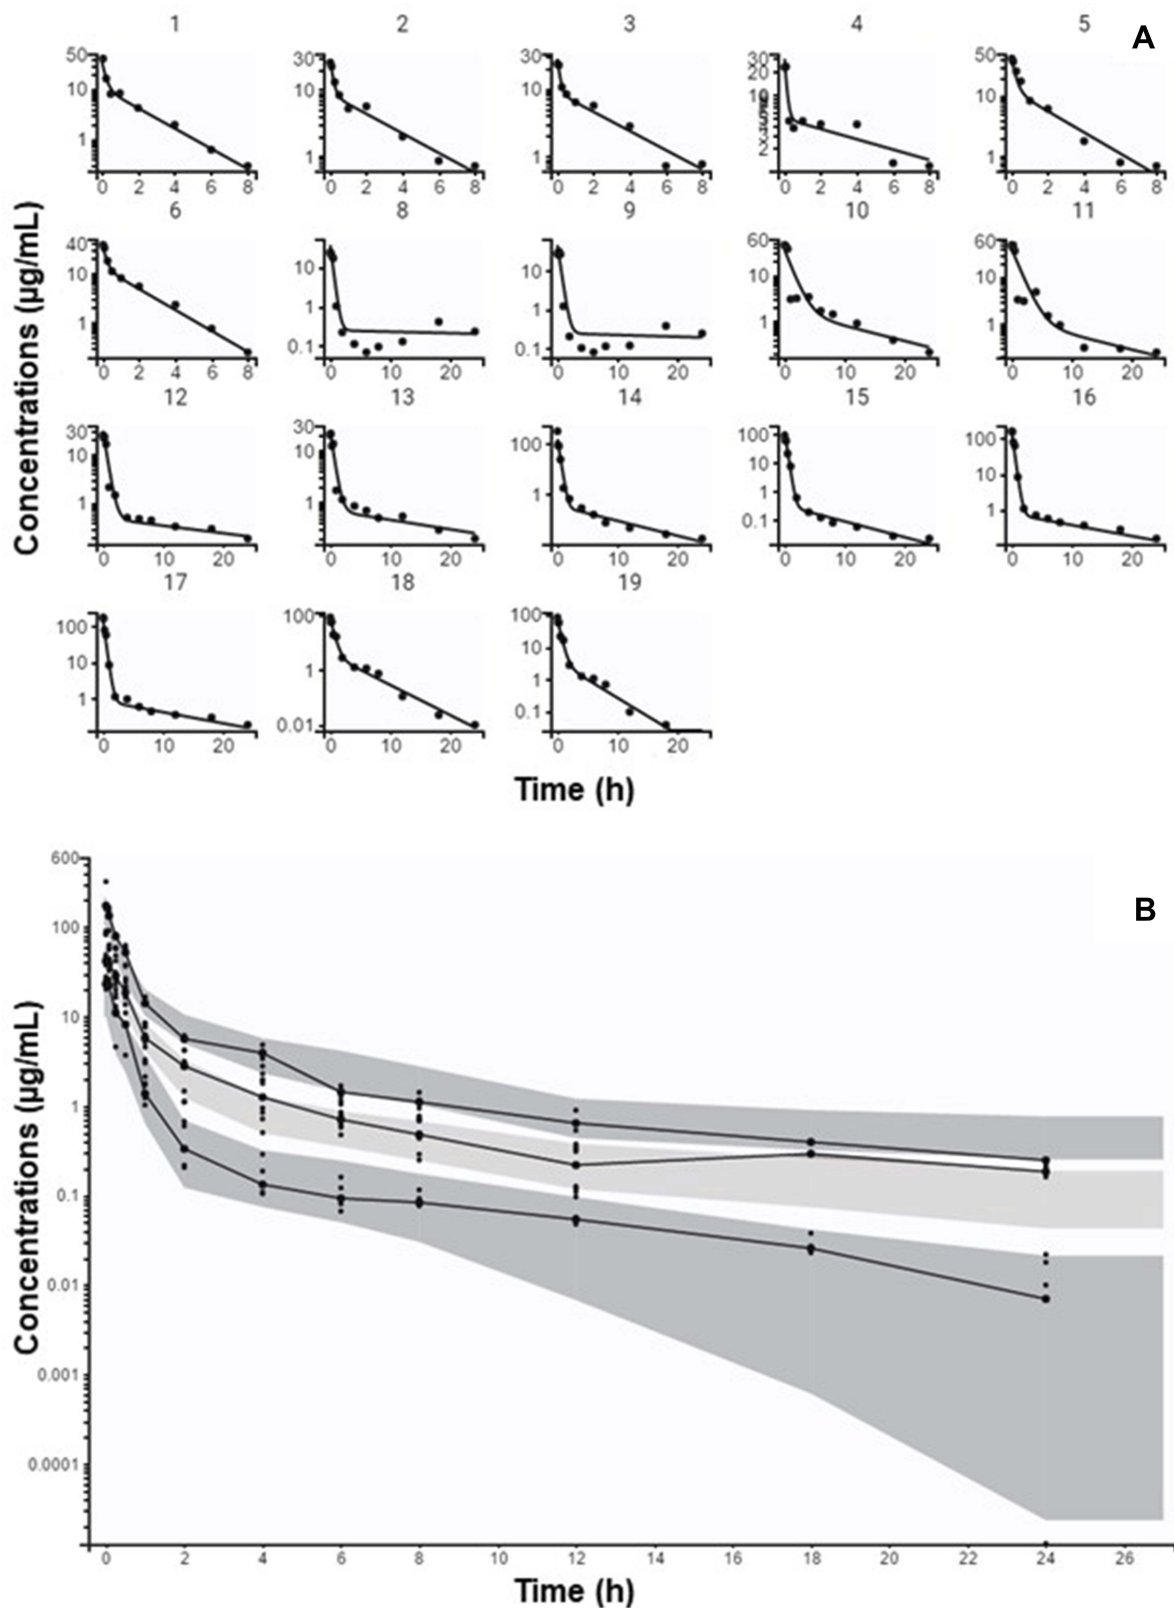 1 2 3 4 5 A
50 30 30 30 50
20
10 10 10 10 10
1 1 1 2 1
0 2 4 6 8 0 2 4 6 8 0 2 4 6 8 0 2 4 6 8 0 2 4 6 8
6 8 9 10 11
40 10 10 60 60
10 1 1 10 10
1 0.1 0.1 1 1
0 2 4 6 8 0 10 20 0 10 20 0 10 20 0 10 20
12 13 14 15 16
30 30 100 100 100
10 10 10 10
1 1 1 1 1
0.1
0 10 20 0 10 20 0 10 20 0 10 20 0 10 20
17 18 19
100 100 100
10 1 10
1 0.01 1
0.1
0 10 20 0 10 20 0 10 20
Concentrations (µg/mL)
Time (h)
B
600
100
10
1
0.1
0.01
0.001
0.0001
0 2 4 6 8 10 12 14 16 18 20 22 24 26
Concentrations (µg/mL)
Time (h)